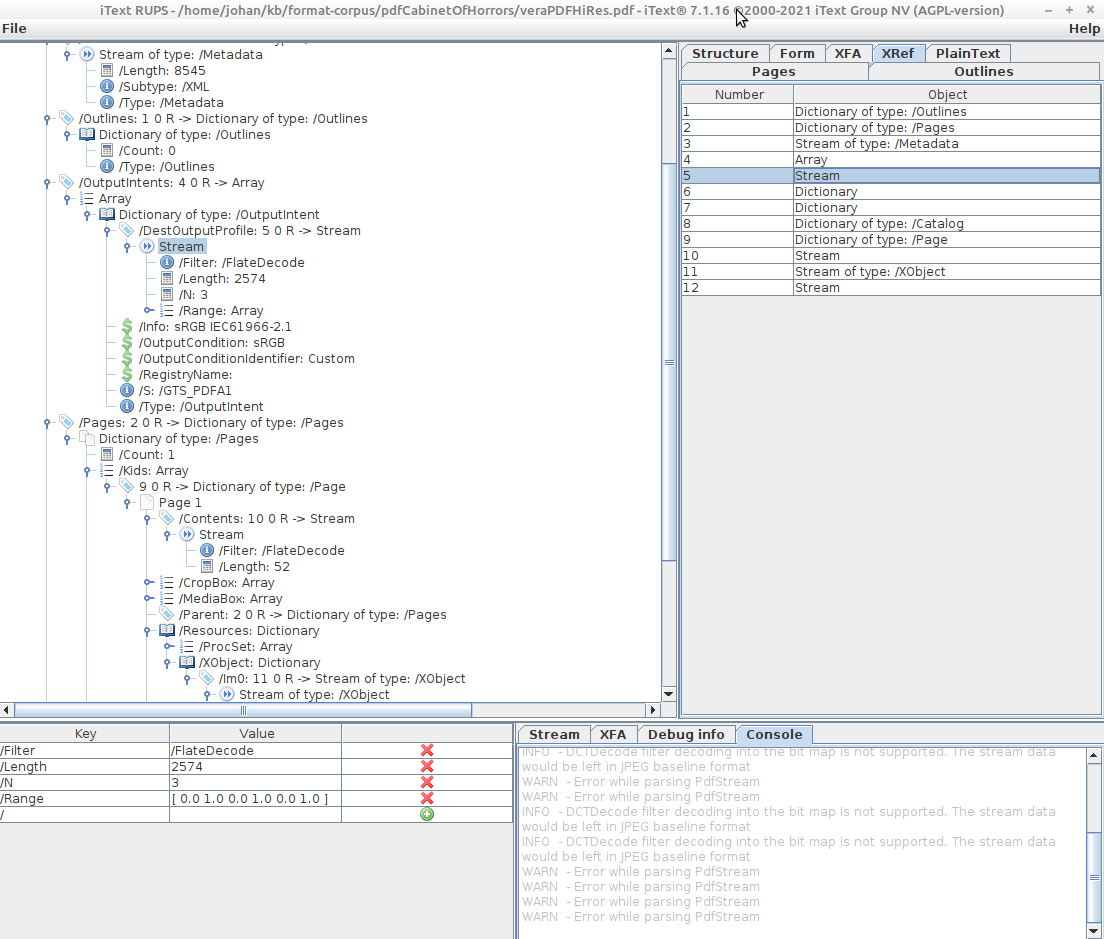 iText RUPS - /home/johan/kb/format-corpus/pdfCabinetOfHorrors/veraPDFHiRes.pdf - iText® 7.1.16 ©2000-2021 iText Group NV (AGPL-version)
File Help
Stream of type: /Metadata
/Length: 8545
/Subtype: /XML
/Type: /Metadata
/Outlines: 1 0 R -> Dictionary of type: /Outlines
Dictionary of type: /Outlines
/Count: 0
/Type: /Outlines
/OutputIntents: 4 0 R -> Array
Array
Dictionary of type: /OutputIntent
/DestOutputProfile: 5 0 R -> Stream
Stream
/Filter: /FlateDecode
/Length: 2574
/N: 3
/Range: Array
/Info: sRGB IEC61966-2.1
/OutputCondition: sRGB
/OutputConditionIdentifier: Custom
/RegistryName:
/S: /GTS_PDFA1
/Type: /OutputIntent
/Pages: 2 0 R -> Dictionary of type: /Pages
Dictionary of type: /Pages
/Count: 1
/Kids: Array
9 0 R -> Dictionary of type: /Page
Page 1
/Contents: 10 0 R -> Stream
Stream
/Filter: /FlateDecode
/Length: 52
/CropBox: Array
/MediaBox: Array
/Parent: 2 0 R -> Dictionary of type: /Pages
/Resources: Dictionary
/ProcSet: Array
/XObject: Dictionary
/Im0: 11 0 R -> Stream of type: /XObject
Stream of type: /XObject
Structure Form XFA XRef PlainText
Pages Outlines
Number Object
1 Dictionary of type: /Outlines
2 Dictionary of type: /Pages
3 Stream of type: /Metadata
4 Array
5 Stream
6 Dictionary
7 Dictionary
8 Dictionary of type: /Catalog
9 Dictionary of type: /Page
10 Stream
11 Stream of type: /XObject
12 Stream
Key Value
/Filter /FlateDecode
/Length 2574
/N 3
/Range [ 0.0 1.0 0.0 1.0 0.0 1.0 ]
/
Stream XFA Debug info Console
INFO - DCTDecode filter decoding into the bit map is not supported. The stream data
would be left in JPEG baseline format
WARN - Error while parsing PdfStream
WARN - Error while parsing PdfStream
INFO - DCTDecode filter decoding into the bit map is not supported. The stream data
would be left in JPEG baseline format
INFO - DCTDecode filter decoding into the bit map is not supported. The stream data
would be left in JPEG baseline format
WARN - Error while parsing PdfStream
WARN - Error while parsing PdfStream
WARN - Error while parsing PdfStream
WARN - Error while parsing PdfStream